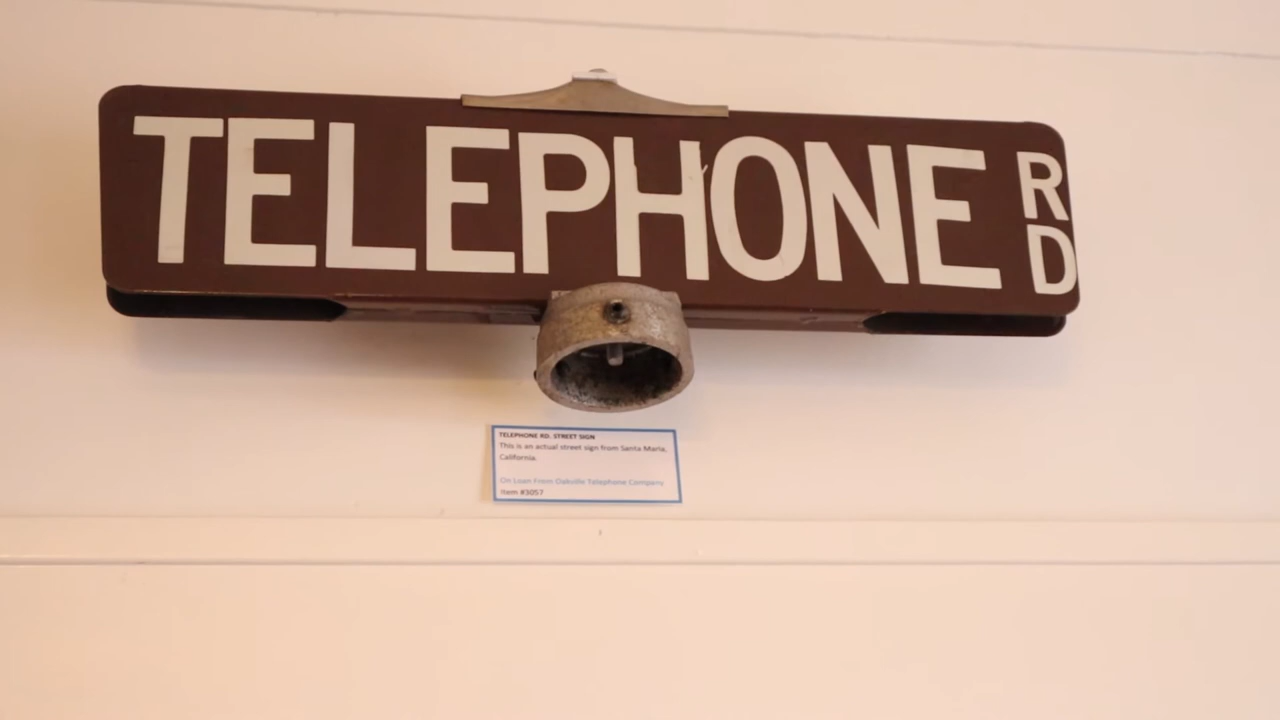 TELEPHONE RD
TELEPHONE RD. STREET SIGN
This is an actual street sign from Santa Maria,
California.
On Loan From Oakville Telephone Company
Item #3057